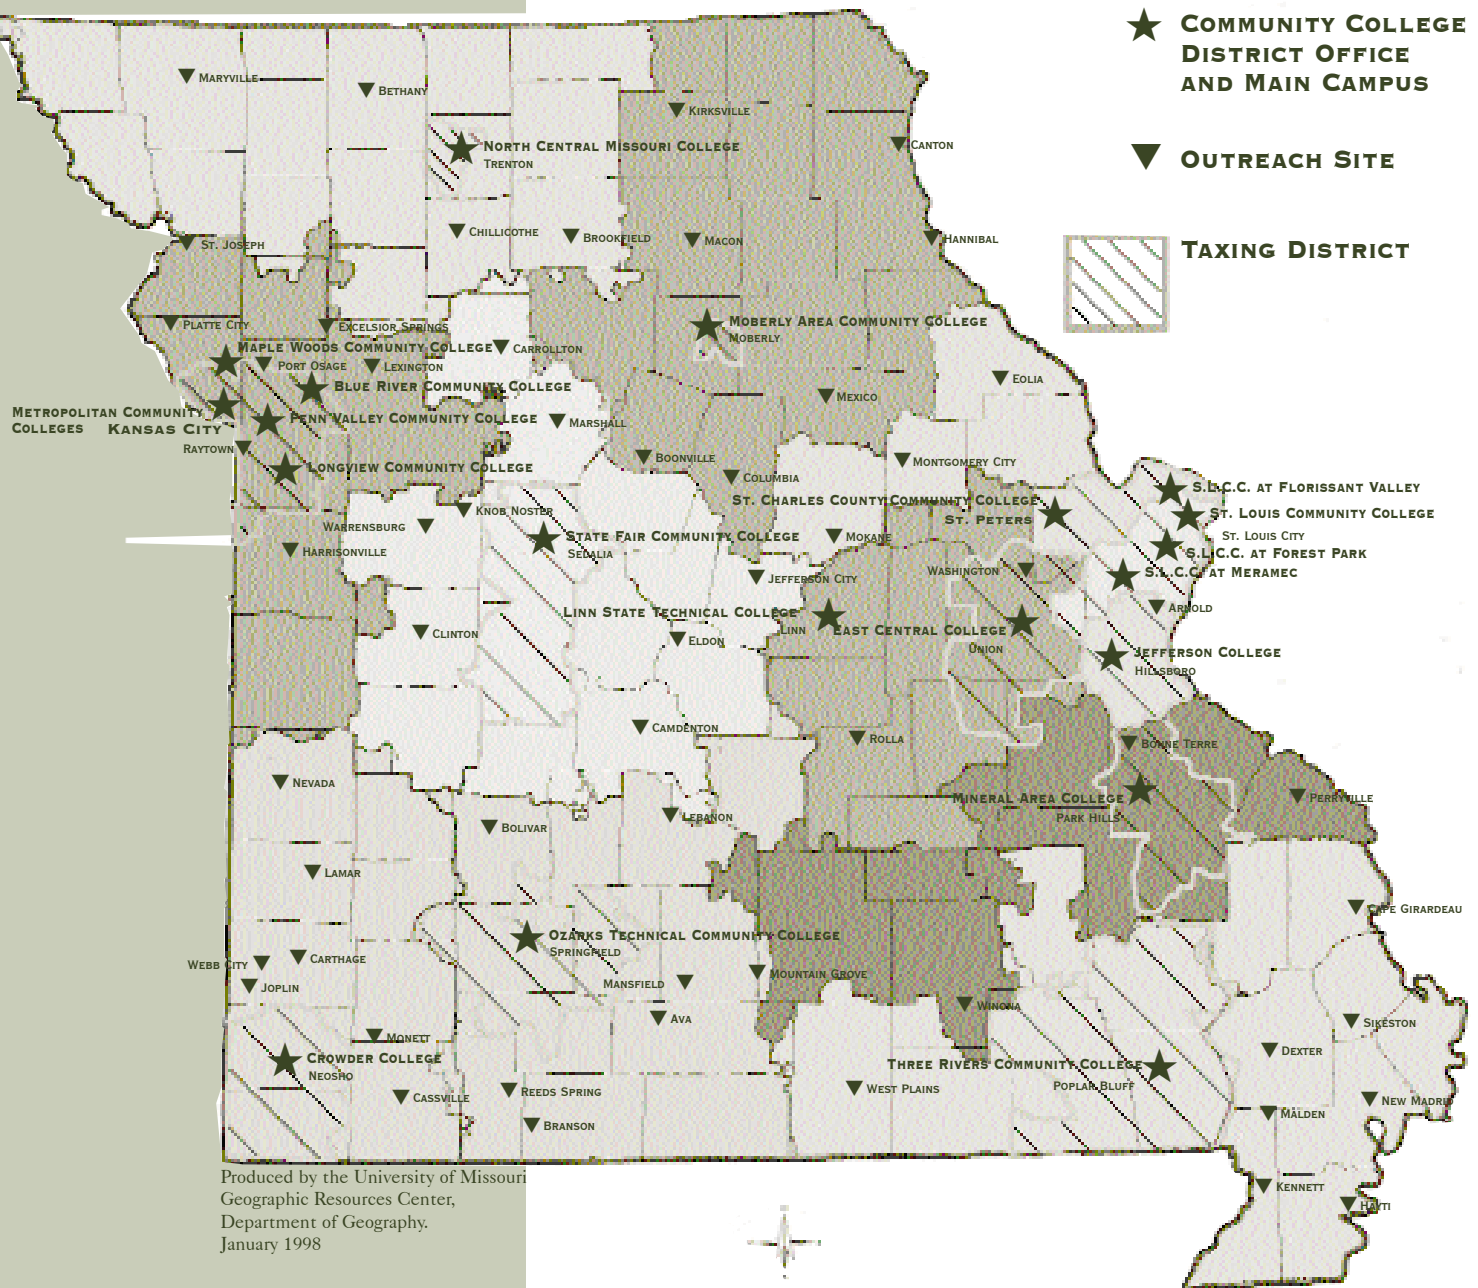 Community College
District Office
and Main Campus
Outreach Site
Taxing District
Maryville
Bethany
Kirksville
North Central Missouri College
Trenton
Canton
Chillicothe
Brookfield
Macon
Hannibal
St. Joseph
Platte City
Excelsior Springs
Moberly Area Community College
Moberly
Maple Woods Community College
Carrollton
Port Osage
Lexington
Eolia
Blue River Community College
Mexico
Metropolitan Community
Colleges Kansas City
Penn Valley Community College
Marshall
Raytown
Boonville
Montgomery City
Longview Community College
Columbia
S.L.C.C. at Florissant Valley
St. Charles County Community College
St. Peters
Knob Noster
St. Louis Community College
Warrensburg
State Fair Community College
Sedalia
Mokane
St. Louis City
S.L.C.C. at Forest Park
Harrisonville
Jefferson City
Washington
S.L.C.C. at Meramec
Linn State Technical College
Linn
Arnold
Clinton
Eldon
East Central College
Union
Jefferson College
Hillsboro
Camdenton
Rolla
Bonne Terre
Nevada
Mineral Area College
Park Hills
Perryville
Bolivar
Lebanon
Lamar
Cape Girardeau
Ozarks Technical Community College
Springfield
Webb City
Carthage
Joplin
Mansfield
Mountain Grove
Winona
Ava
Sikeston
Monett
Crowder College
Neosho
Dexter
Three Rivers Community College
Poplar Bluff
Cassville
Reeds Spring
West Plains
New Madrid
Malden
Branson
Kennett
Hayti
Produced by the University of Missouri
Geographic Resources Center,
Department of Geography.
January 1998